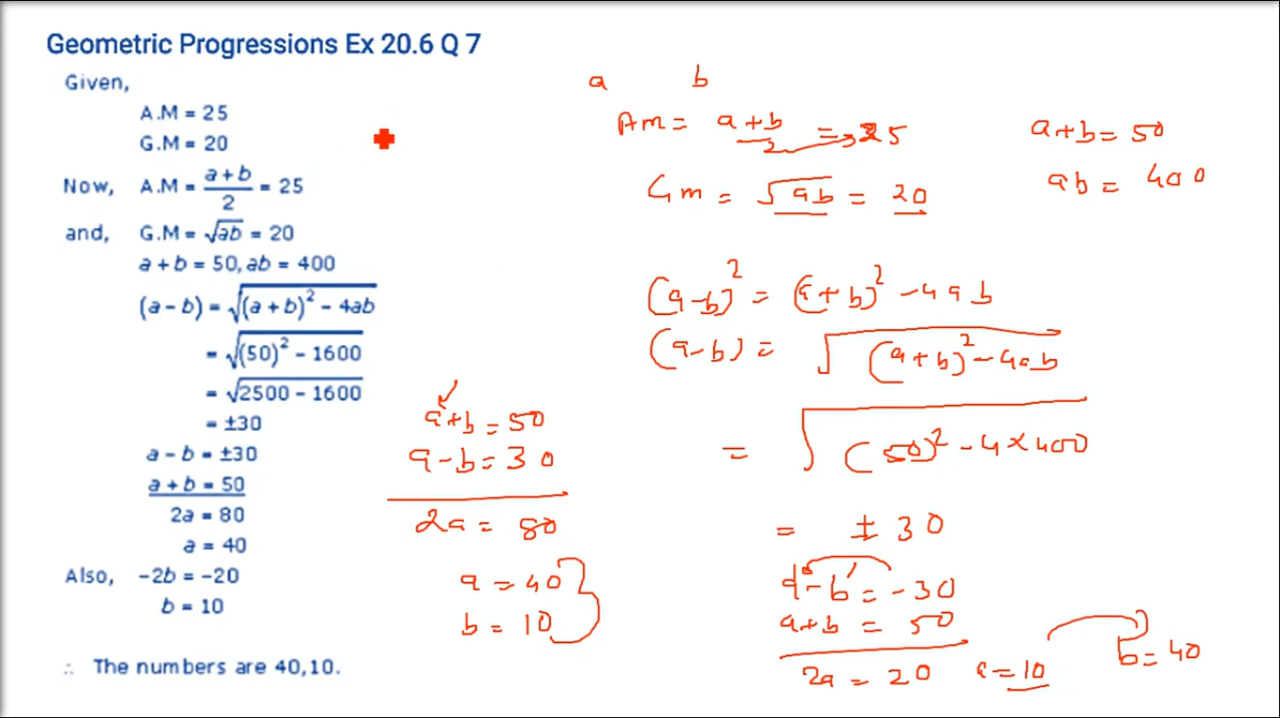 Geometric Progressions Ex 20.6 Q 7
Given,
A.M = 25
G.M = 20
Now, A.M = (a + b)/2 = 25
and, G.M = √ab = 20
a + b = 50, ab = 400
(a − b) = √((a + b)² − 4ab)
= √((50)² − 1600)
= √(2500 − 1600)
= ±30
a − b = ±30
a + b = 50
2a = 80
a = 40
Also, −2b = −20
b = 10
∴ The numbers are 40,10.
a+b = 50
a-b = 30
2a = 80
a = 40
b = 10
a b
Am = (a+b)/2 = 25
Gm = √ab = 20
a+b = 50
ab = 400
(a-b)² = (a+b)² - 4ab
(a-b) = √((a+b)² - 4ab)
= √((50)² - 4×400)
= ± 30
a - b = -30
a+b = 50
2a = 20 a = 10 b = 40